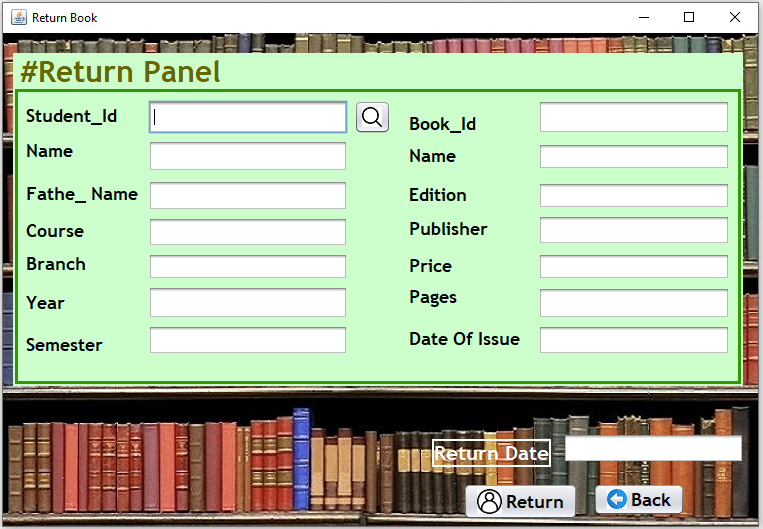 Return Book
#Return Panel
Student_Id
Name
Fathe_ Name
Course
Branch
Year
Semester
Book_Id
Name
Edition
Publisher
Price
Pages
Date Of Issue
Return Date
Return
Back